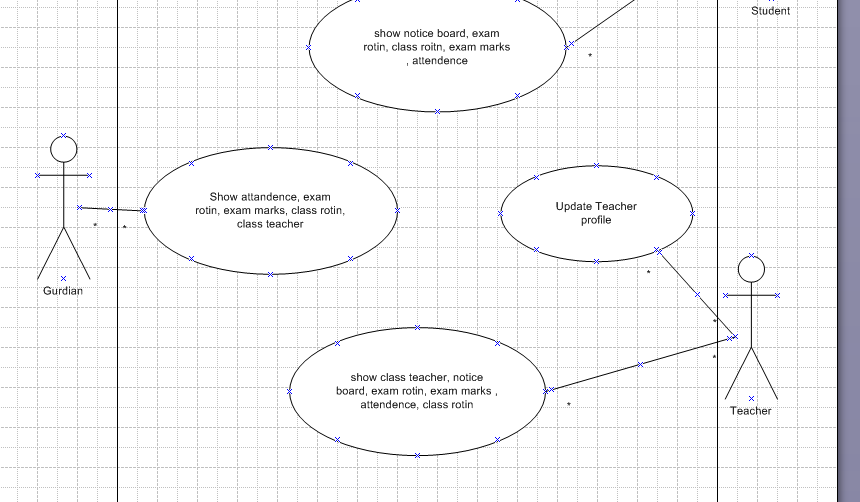 Student
show notice board, exam
rotin, class roitn, exam marks
, attendence
*
Show attandence, exam
rotin, exam marks, class rotin,
class teacher
Update Teacher
profile
*
*
*
Gurdian
*
*
show class teacher, notice
board, exam rotin, exam marks ,
attendence, class rotin
*
Teacher